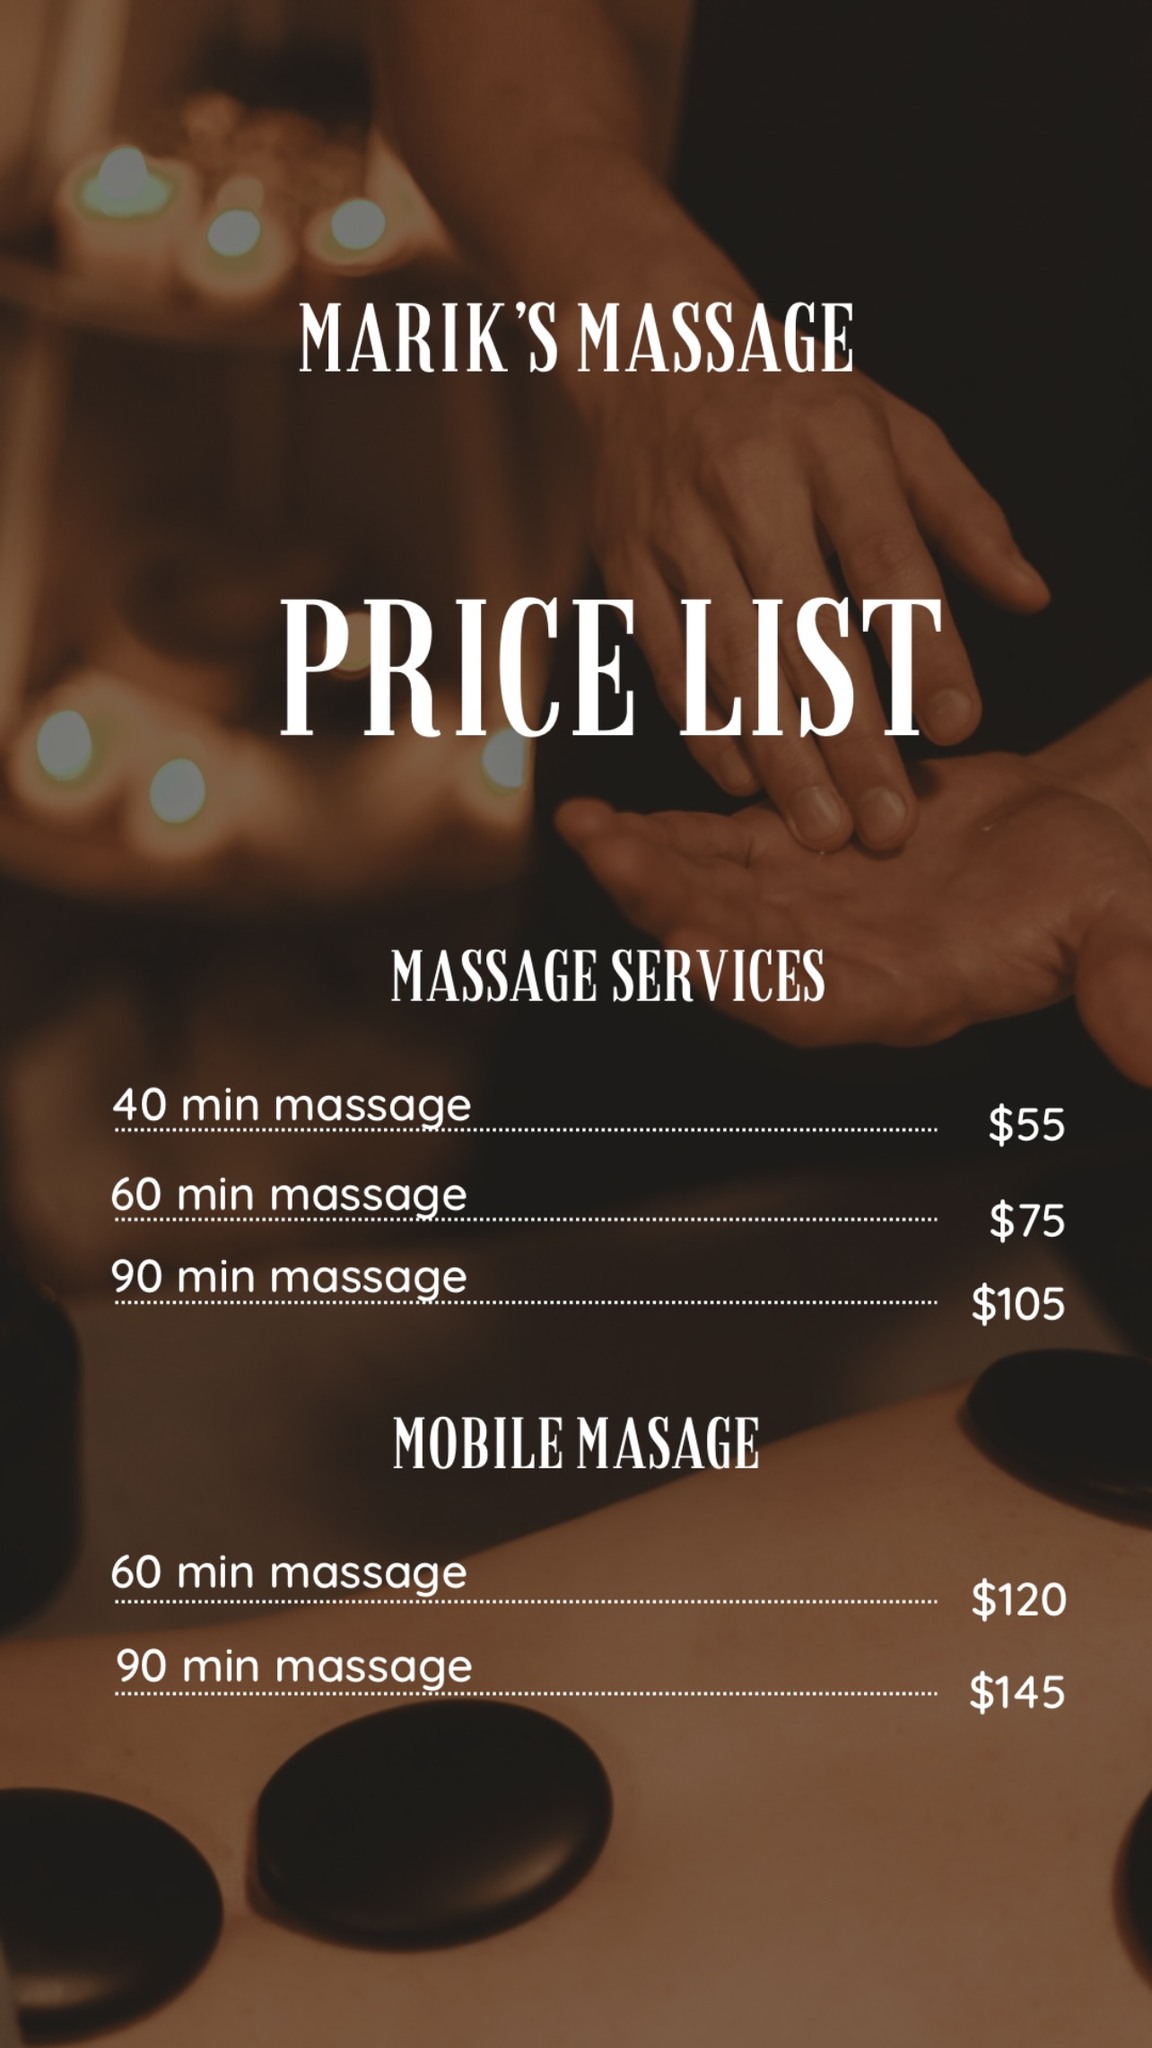 MARIK'S MASSAGE
PRICE LIST
MASSAGE SERVICES
40 min massage $55
60 min massage $75
90 min massage $105
MOBILE MASAGE
60 min massage $120
90 min massage $145